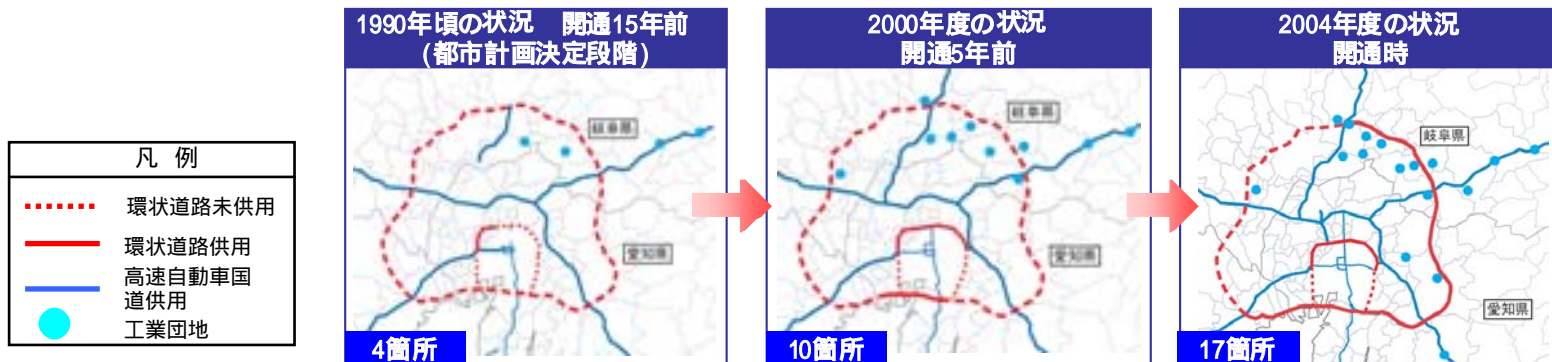 1990年頃の状況　開通15年前
(都市計画決定段階)
岐阜県
愛知県
4箇所
2000年度の状況
開通5年前
岐阜県
愛知県
10箇所
2004年度の状況
開通時
岐阜県
愛知県
17箇所
凡 例
環状道路未供用
環状道路供用
高速自動車国
道供用
工業団地